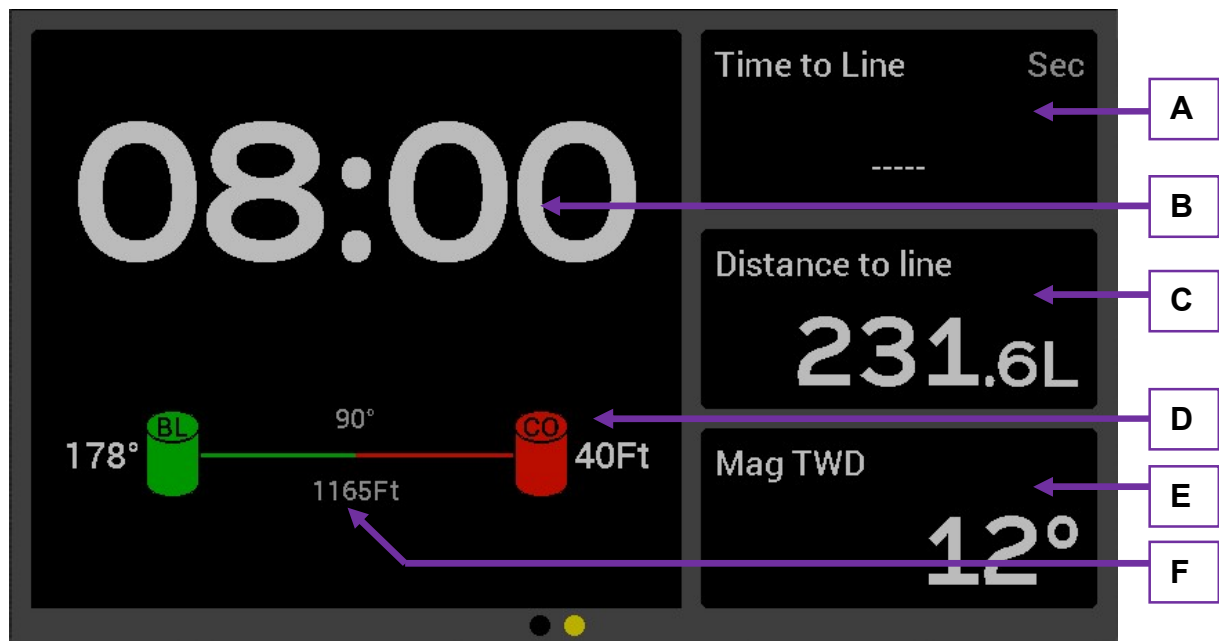 08:00
90°
BL
CO
178°
40Ft
1165Ft
Time to Line Sec
-----
Distance to line
231.6L
Mag TWD
12°
A
B
C
D
E
F